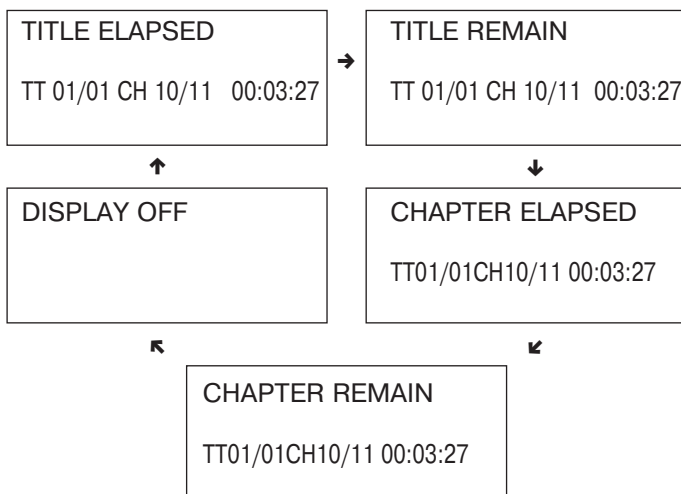 TITLE ELAPSED
TT 01/01 CH 10/11 00:03:27
TITLE REMAIN
TT 01/01 CH 10/11 00:03:27
DISPLAY OFF
CHAPTER ELAPSED
TT01/01CH10/11 00:03:27
CHAPTER REMAIN
TT01/01CH10/11 00:03:27